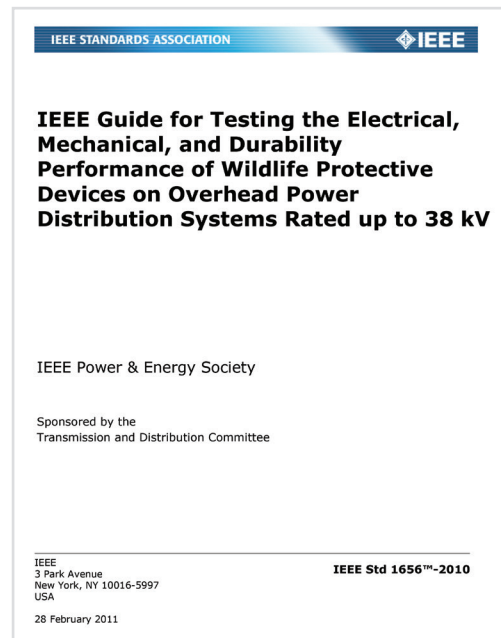 IEEE STANDARDS ASSOCIATION
IEEE
IEEE Guide for Testing the Electrical,
Mechanical, and Durability
Performance of Wildlife Protective
Devices on Overhead Power
Distribution Systems Rated up to 38 kV
IEEE Power & Energy Society
Sponsored by the
Transmission and Distribution Committee
IEEE
3 Park Avenue
New York, NY 10016-5997
USA
28 February 2011
IEEE Std 1656™-2010